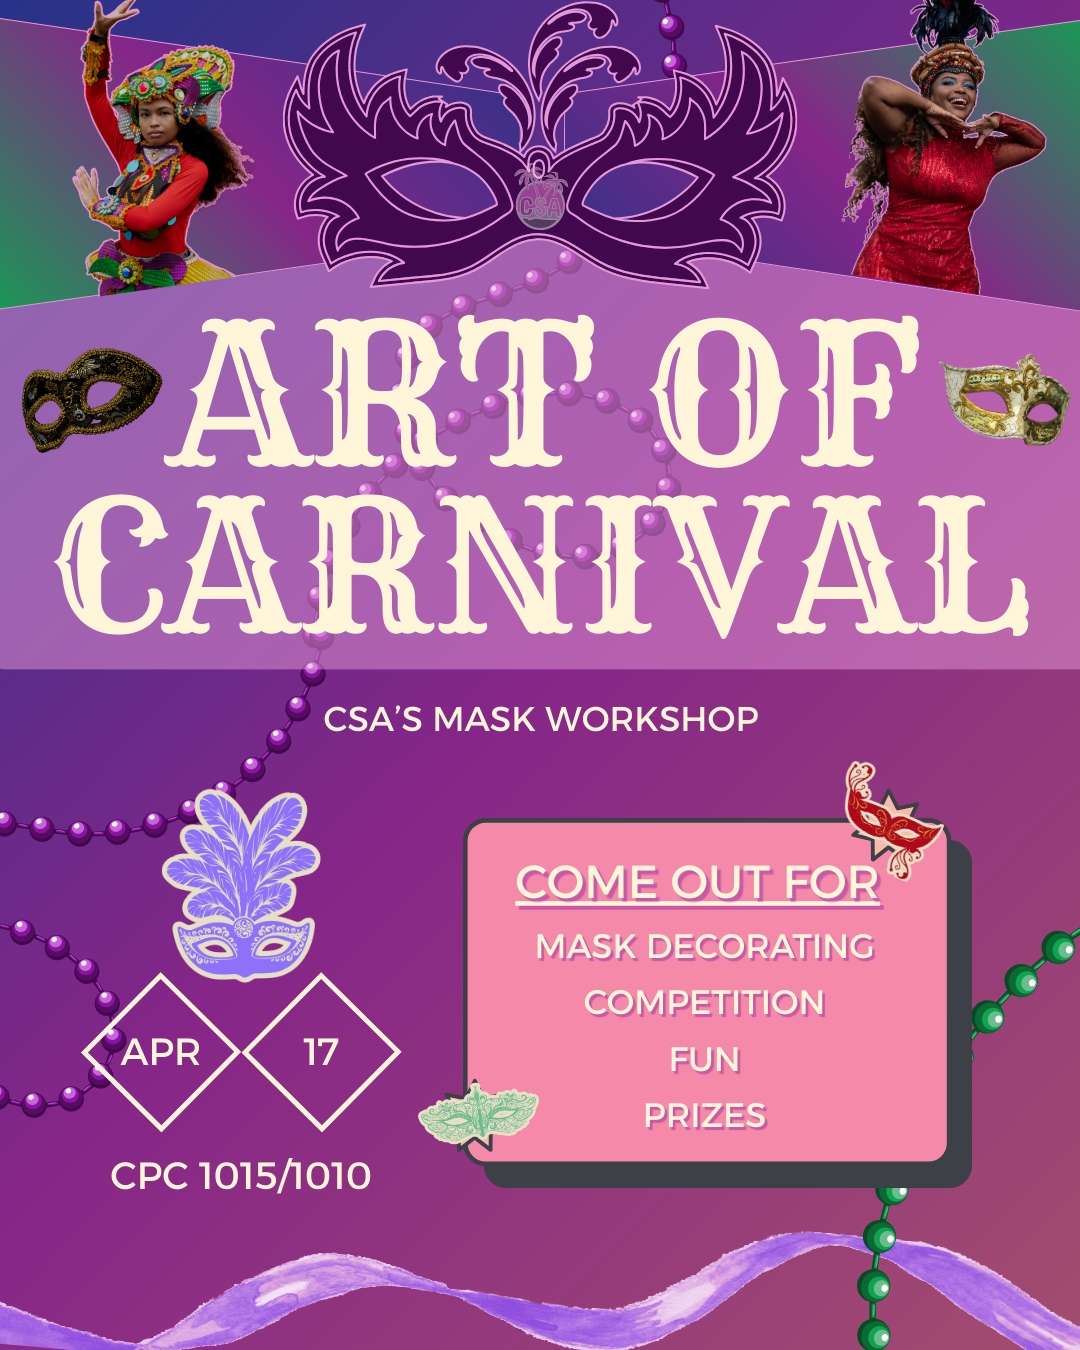 CSA
ART OF
CARNIVAL
CSA'S MASK WORKSHOP
COME OUT FOR
MASK DECORATING
COMPETITION
FUN
PRIZES
APR
17
CPC 1015/1010